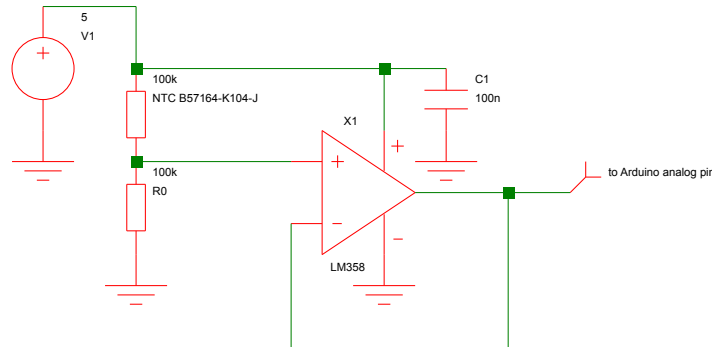 5
V1
100k
NTC B57164-K104-J
C1
100n
X1
100k
R0
LM358
to Arduino analog pin